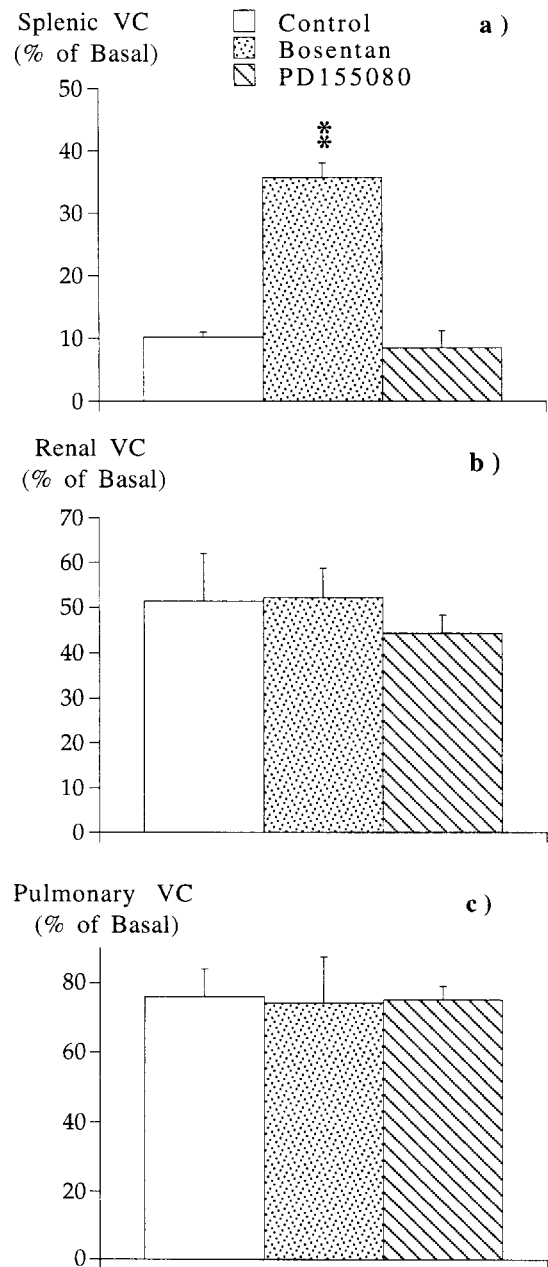 Splenic VC
(% of Basal)
a)
Control
Bosentan
PD155080
**
50
40
30
20
10
0
Renal VC
(% of Basal)
b)
70
60
50
40
30
20
10
0
Pulmonary VC
(% of Basal)
c)
80
60
40
20
0